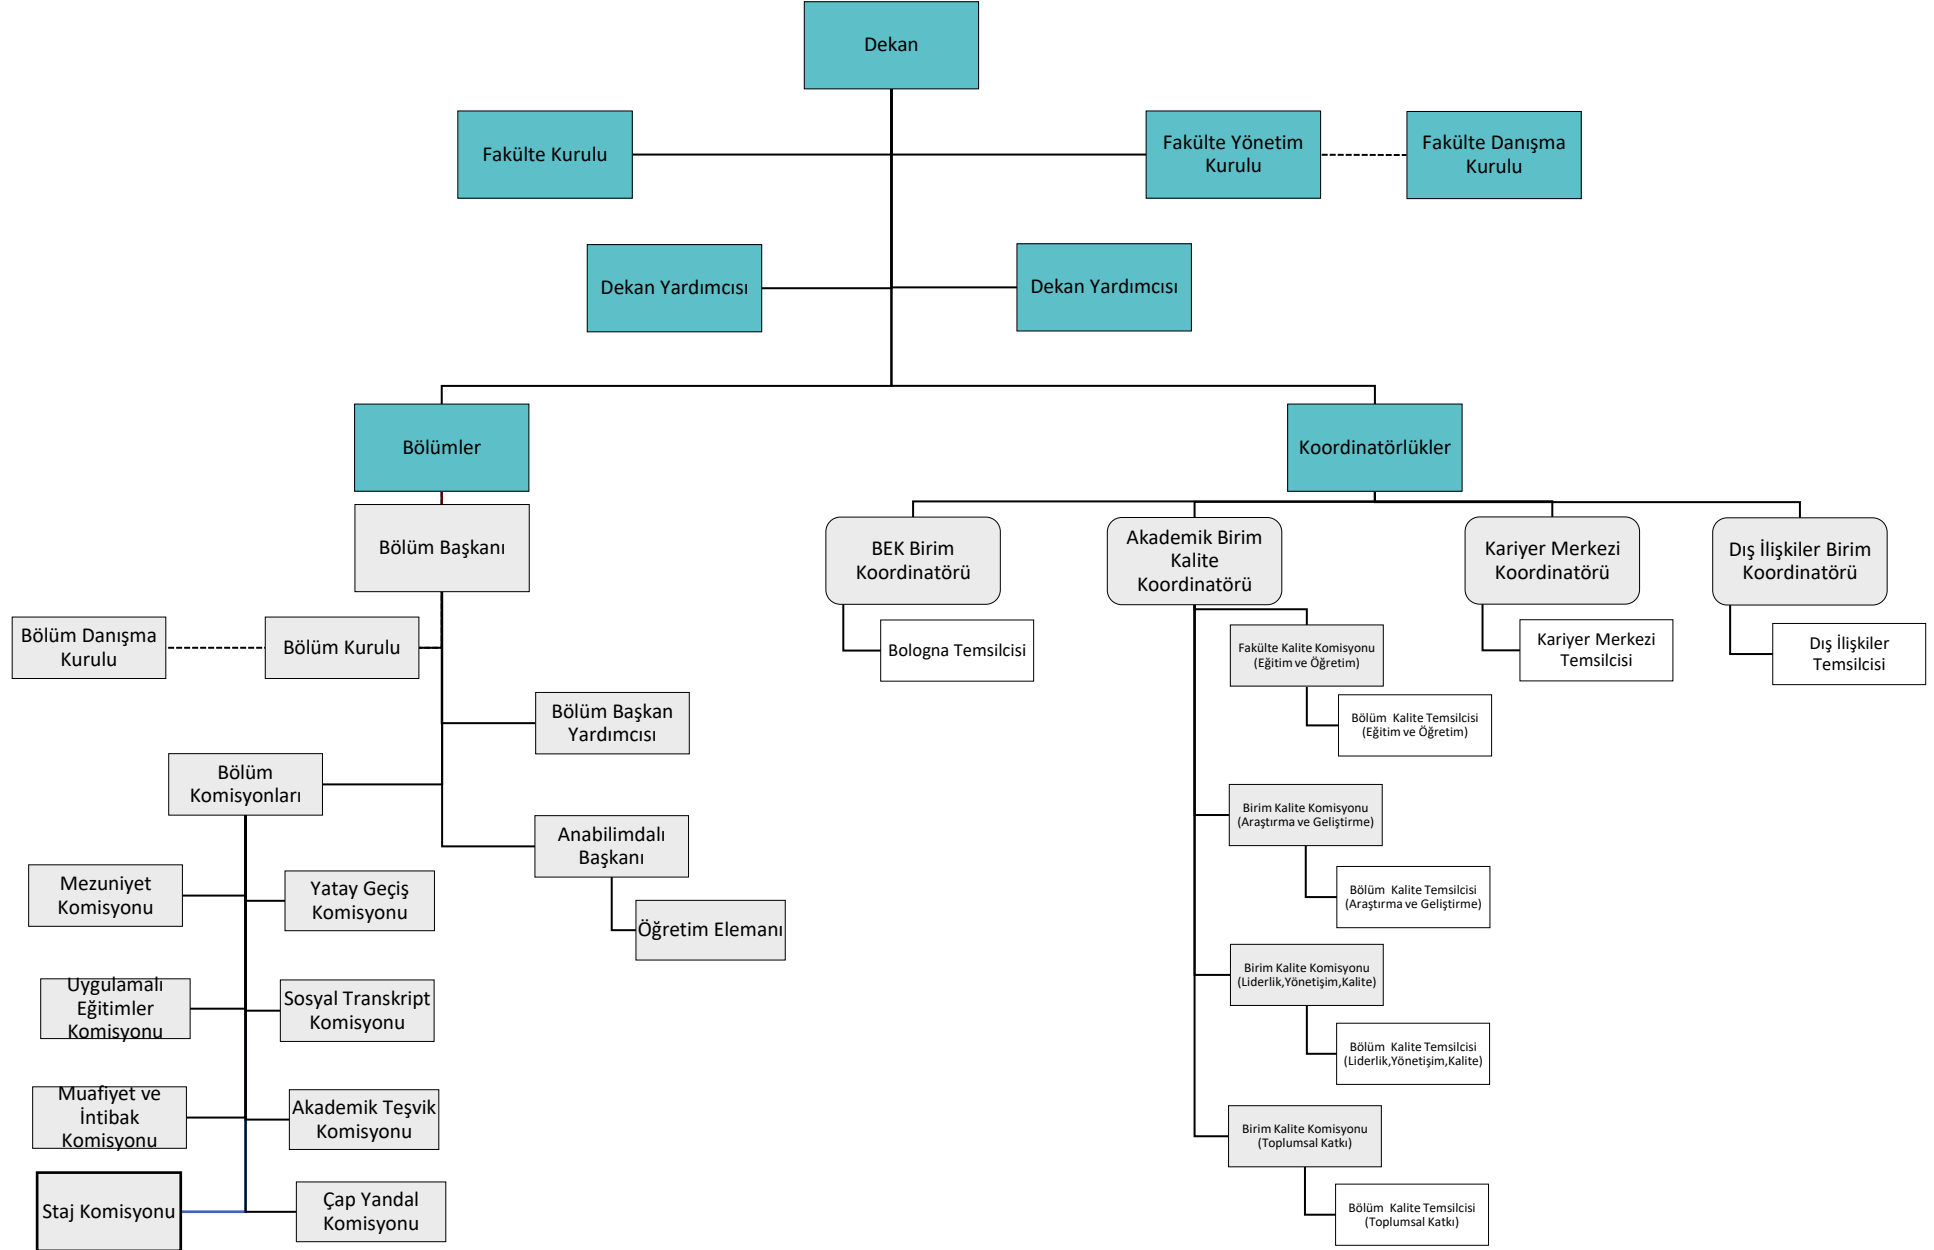 Dekan
Fakülte Kurulu
Fakülte Yönetim
Kurulu
Fakülte Danışma
Kurulu
Dekan Yardımcısı
Dekan Yardımcısı
Bölümler
Koordinatörlükler
Bölüm Başkanı
BEK Birim
Koordinatörü
Akademik Birim
Kalite
Koordinatörü
Kariyer Merkezi
Koordinatörü
Dış İlişkiler Birim
Koordinatörü
Bölüm Danışma
Kurulu
Bölüm Kurulu
Bologna Temsilcisi
Fakülte Kalite Komisyonu
(Eğitim ve Öğretim)
Kariyer Merkezi
Temsilcisi
Dış İlişkiler
Temsilcisi
Bölüm Başkan
Yardımcısı
Bölüm  Kalite Temsilcisi
(Eğitim ve Öğretim)
Bölüm
Komisyonları
Birim Kalite Komisyonu
(Araştırma ve Geliştirme)
Anabilimdalı
Başkanı
Mezuniyet
Komisyonu
Yatay Geçiş
Komisyonu
Bölüm  Kalite Temsilcisi
(Araştırma ve Geliştirme)
Öğretim Elemanı
Birim Kalite Komisyonu
(Liderlik,Yönetişim,Kalite)
Uygulamalı
Eğitimler
Komisyonu
Sosyal Transkript
Komisyonu
Bölüm  Kalite Temsilcisi
(Liderlik,Yönetişim,Kalite)
Muafiyet ve
İntibak
Komisyonu
Akademik Teşvik
Komisyonu
Birim Kalite Komisyonu
(Toplumsal Katkı)
Staj Komisyonu
Çap Yandal
Komisyonu
Bölüm  Kalite Temsilcisi
(Toplumsal Katkı)